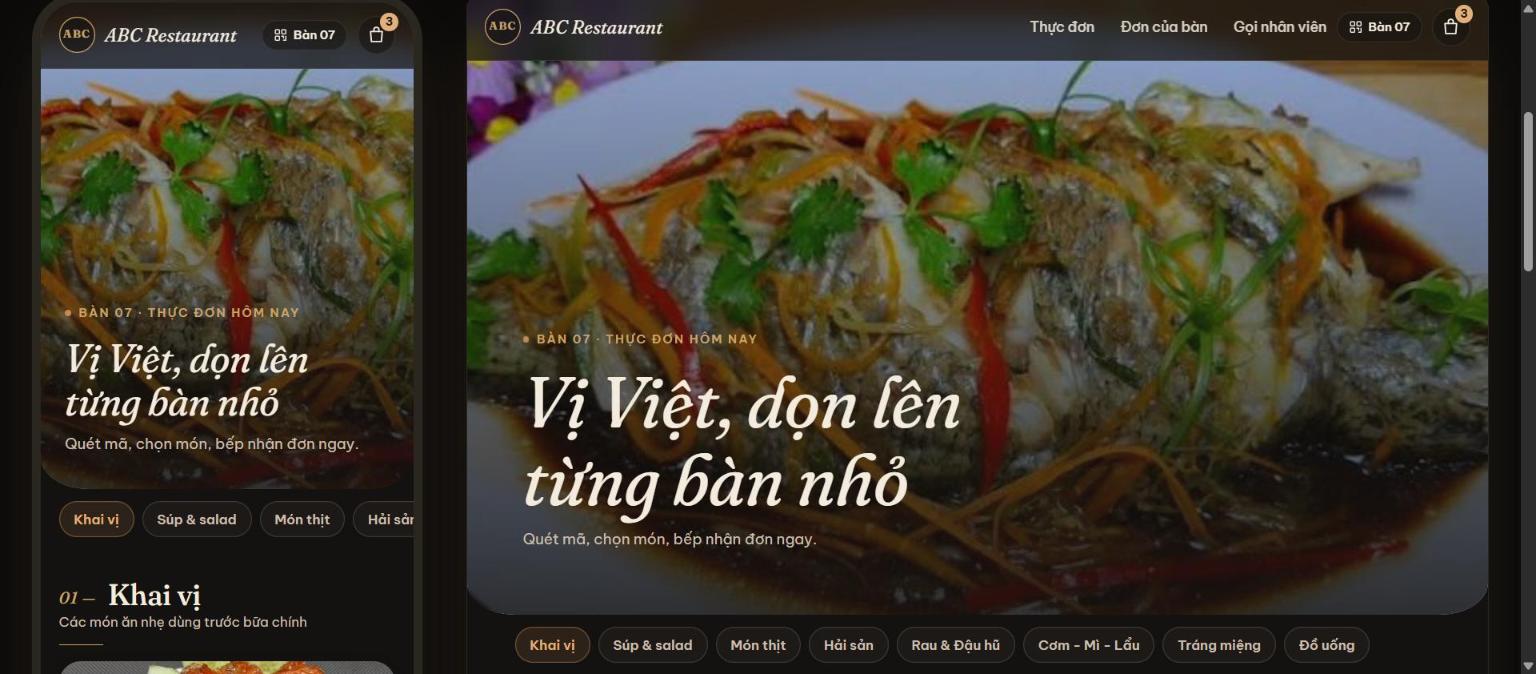 ABC ABC Restaurant Bàn 07 3
BÀN 07 · THỰC ĐƠN HÔM NAY
Vị Việt, dọn lên
từng bàn nhỏ
Quét mã, chọn món, bếp nhận đơn ngay.
Khai vị Súp & salad Món thịt Hải sản
01 — Khai vị
Các món ăn nhẹ dùng trước bữa chính
ABC ABC Restaurant Thực đơn Đơn của bàn Gọi nhân viên Bàn 07 3
BÀN 07 · THỰC ĐƠN HÔM NAY
Vị Việt, dọn lên
từng bàn nhỏ
Quét mã, chọn món, bếp nhận đơn ngay.
Khai vị Súp & salad Món thịt Hải sản Rau & Đậu hũ Cơm - Mì - Lẩu Tráng miệng Đồ uống